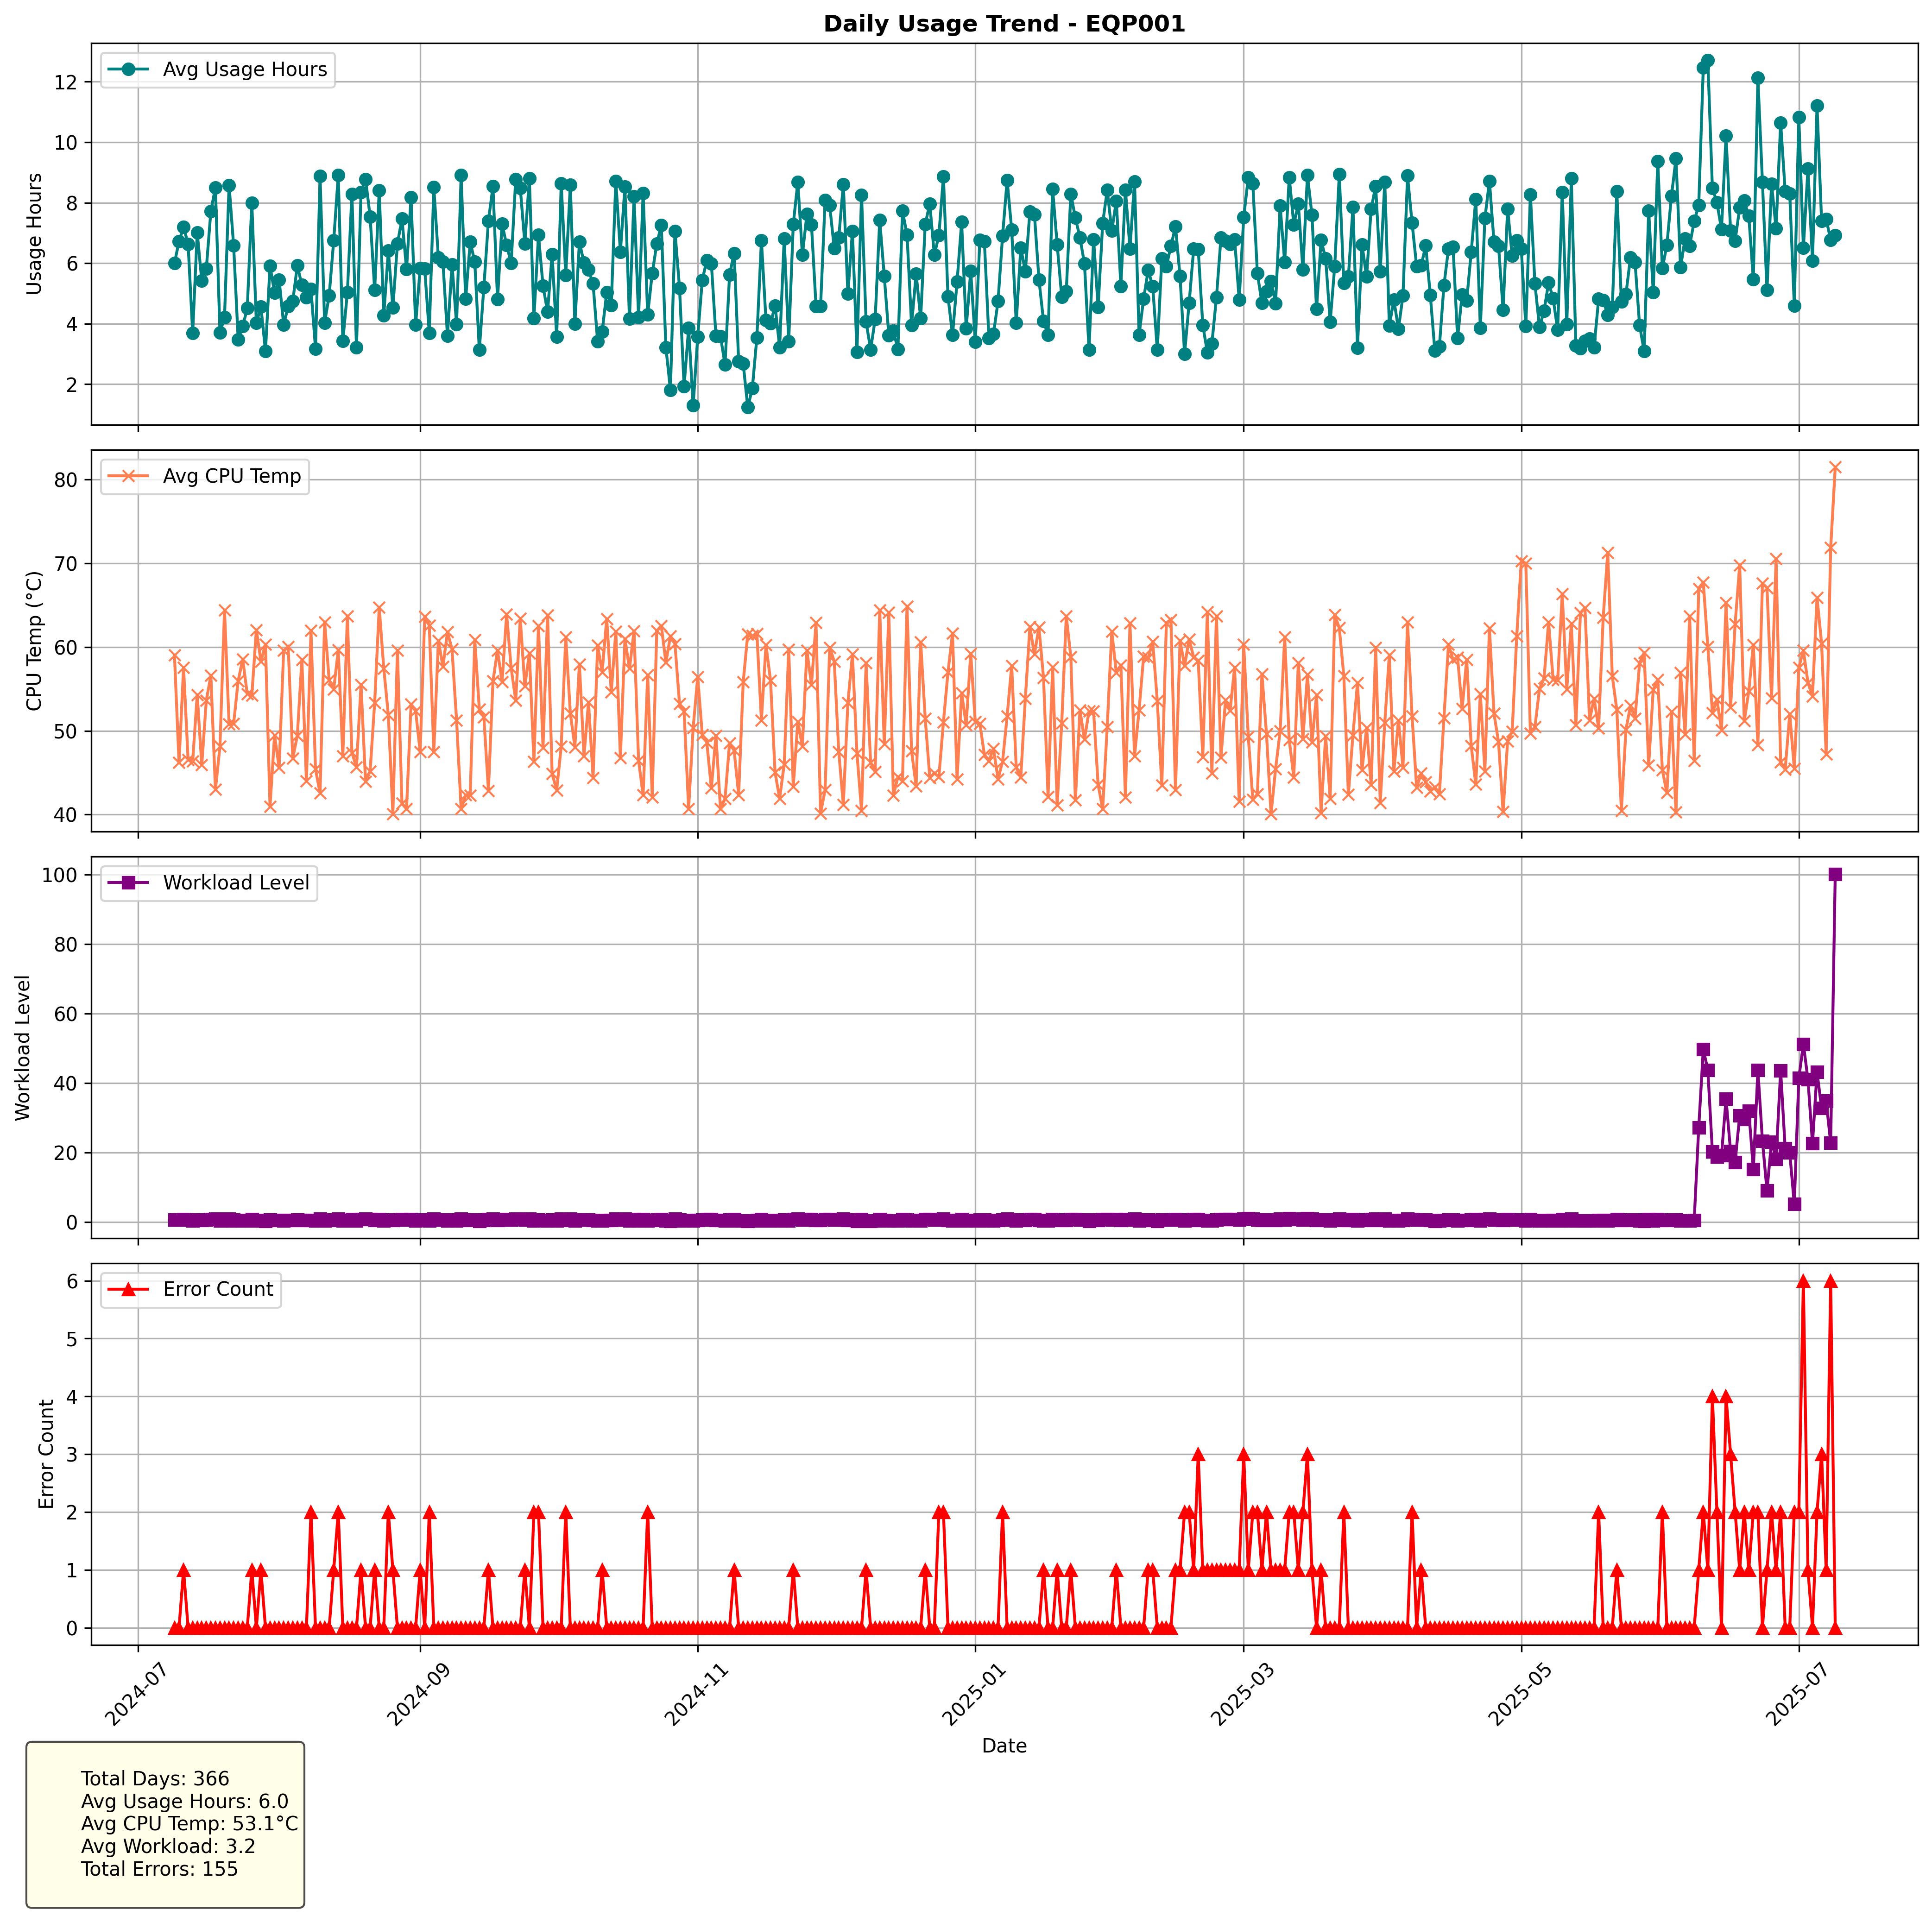 Daily Usage Trend - EQP001
Avg Usage Hours
Usage Hours
12
10
8
6
4
2
Avg CPU Temp
CPU Temp (°C)
80
70
60
50
40
Workload Level
Workload Level
100
80
60
40
20
0
Error Count
Error Count
6
5
4
3
2
1
0
2024-07
2024-09
2024-11
2025-01
2025-03
2025-05
2025-07
Date
Total Days: 366
Avg Usage Hours: 6.0
Avg CPU Temp: 53.1°C
Avg Workload: 3.2
Total Errors: 155